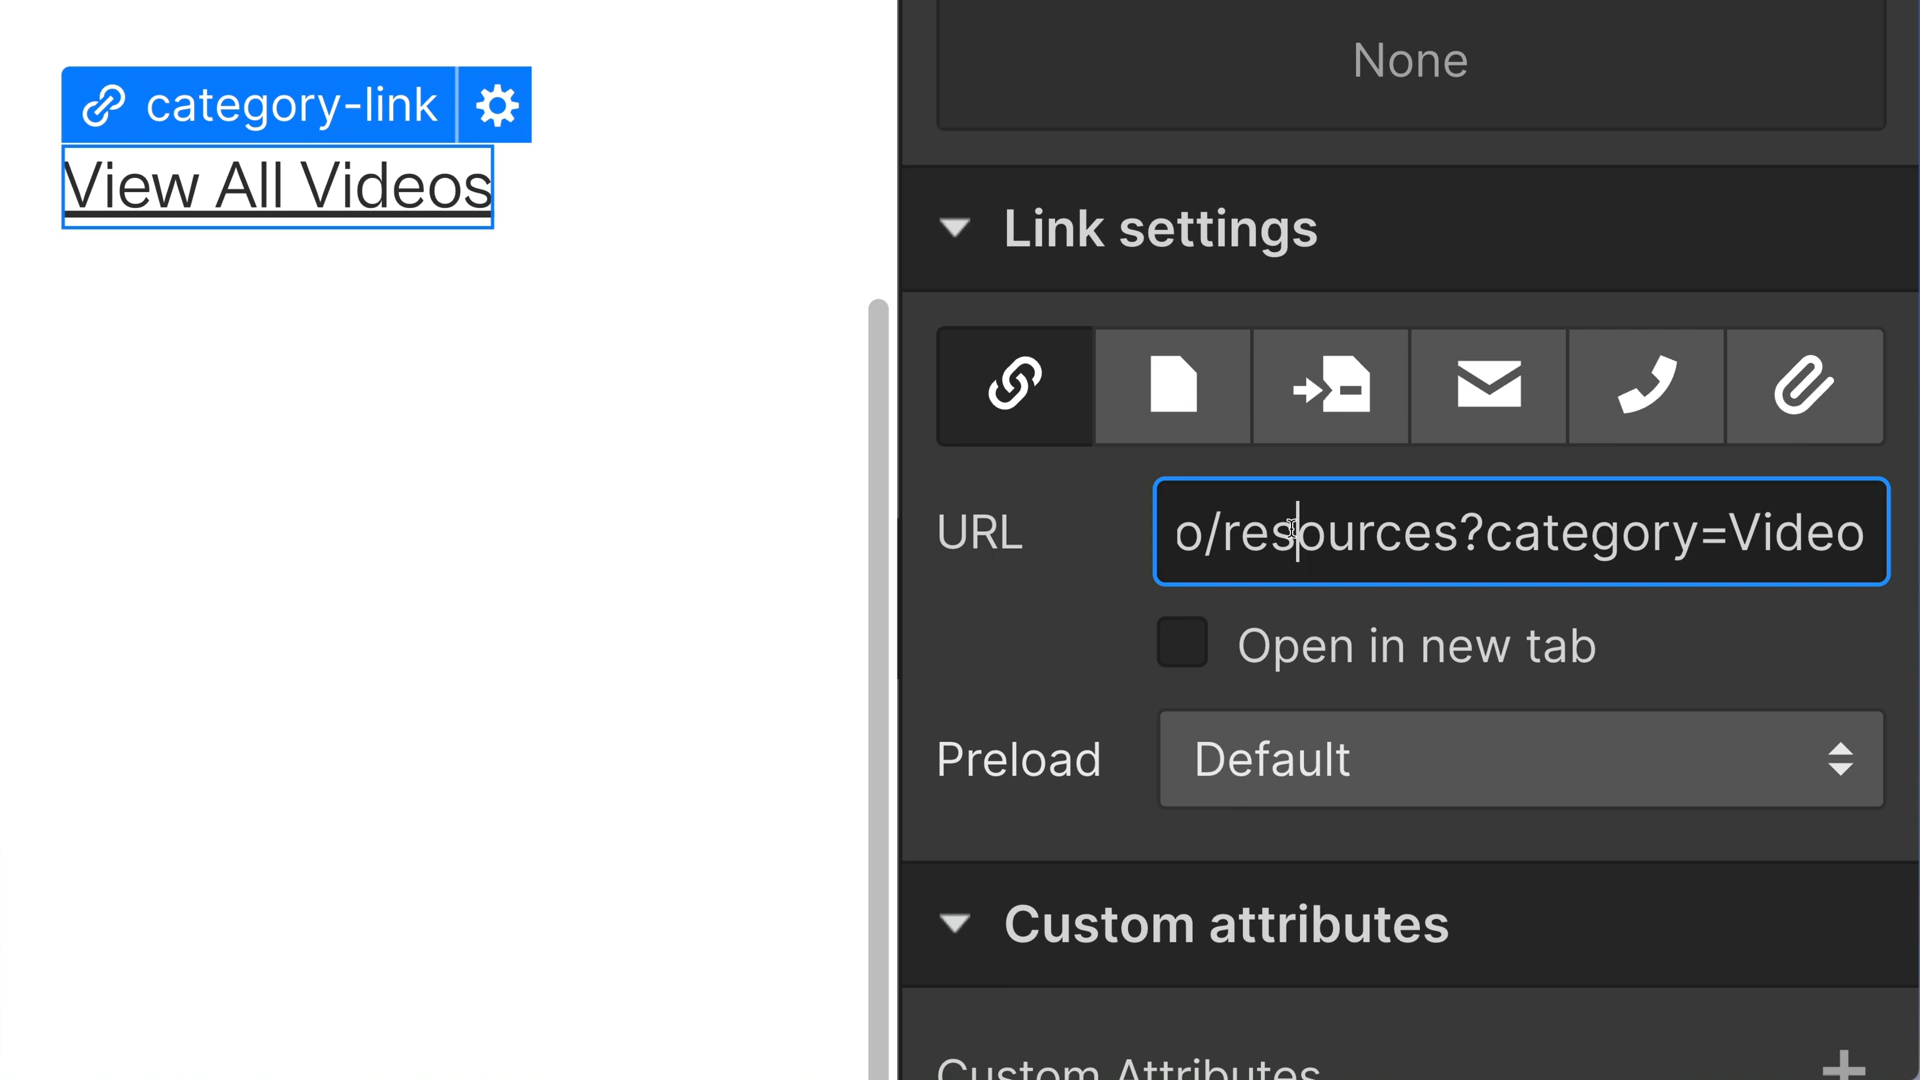 category-link
View All Videos
None
Link settings
URL
o/resources?category=Video
Open in new tab
Preload
Default
Custom attributes
Custom Attributes